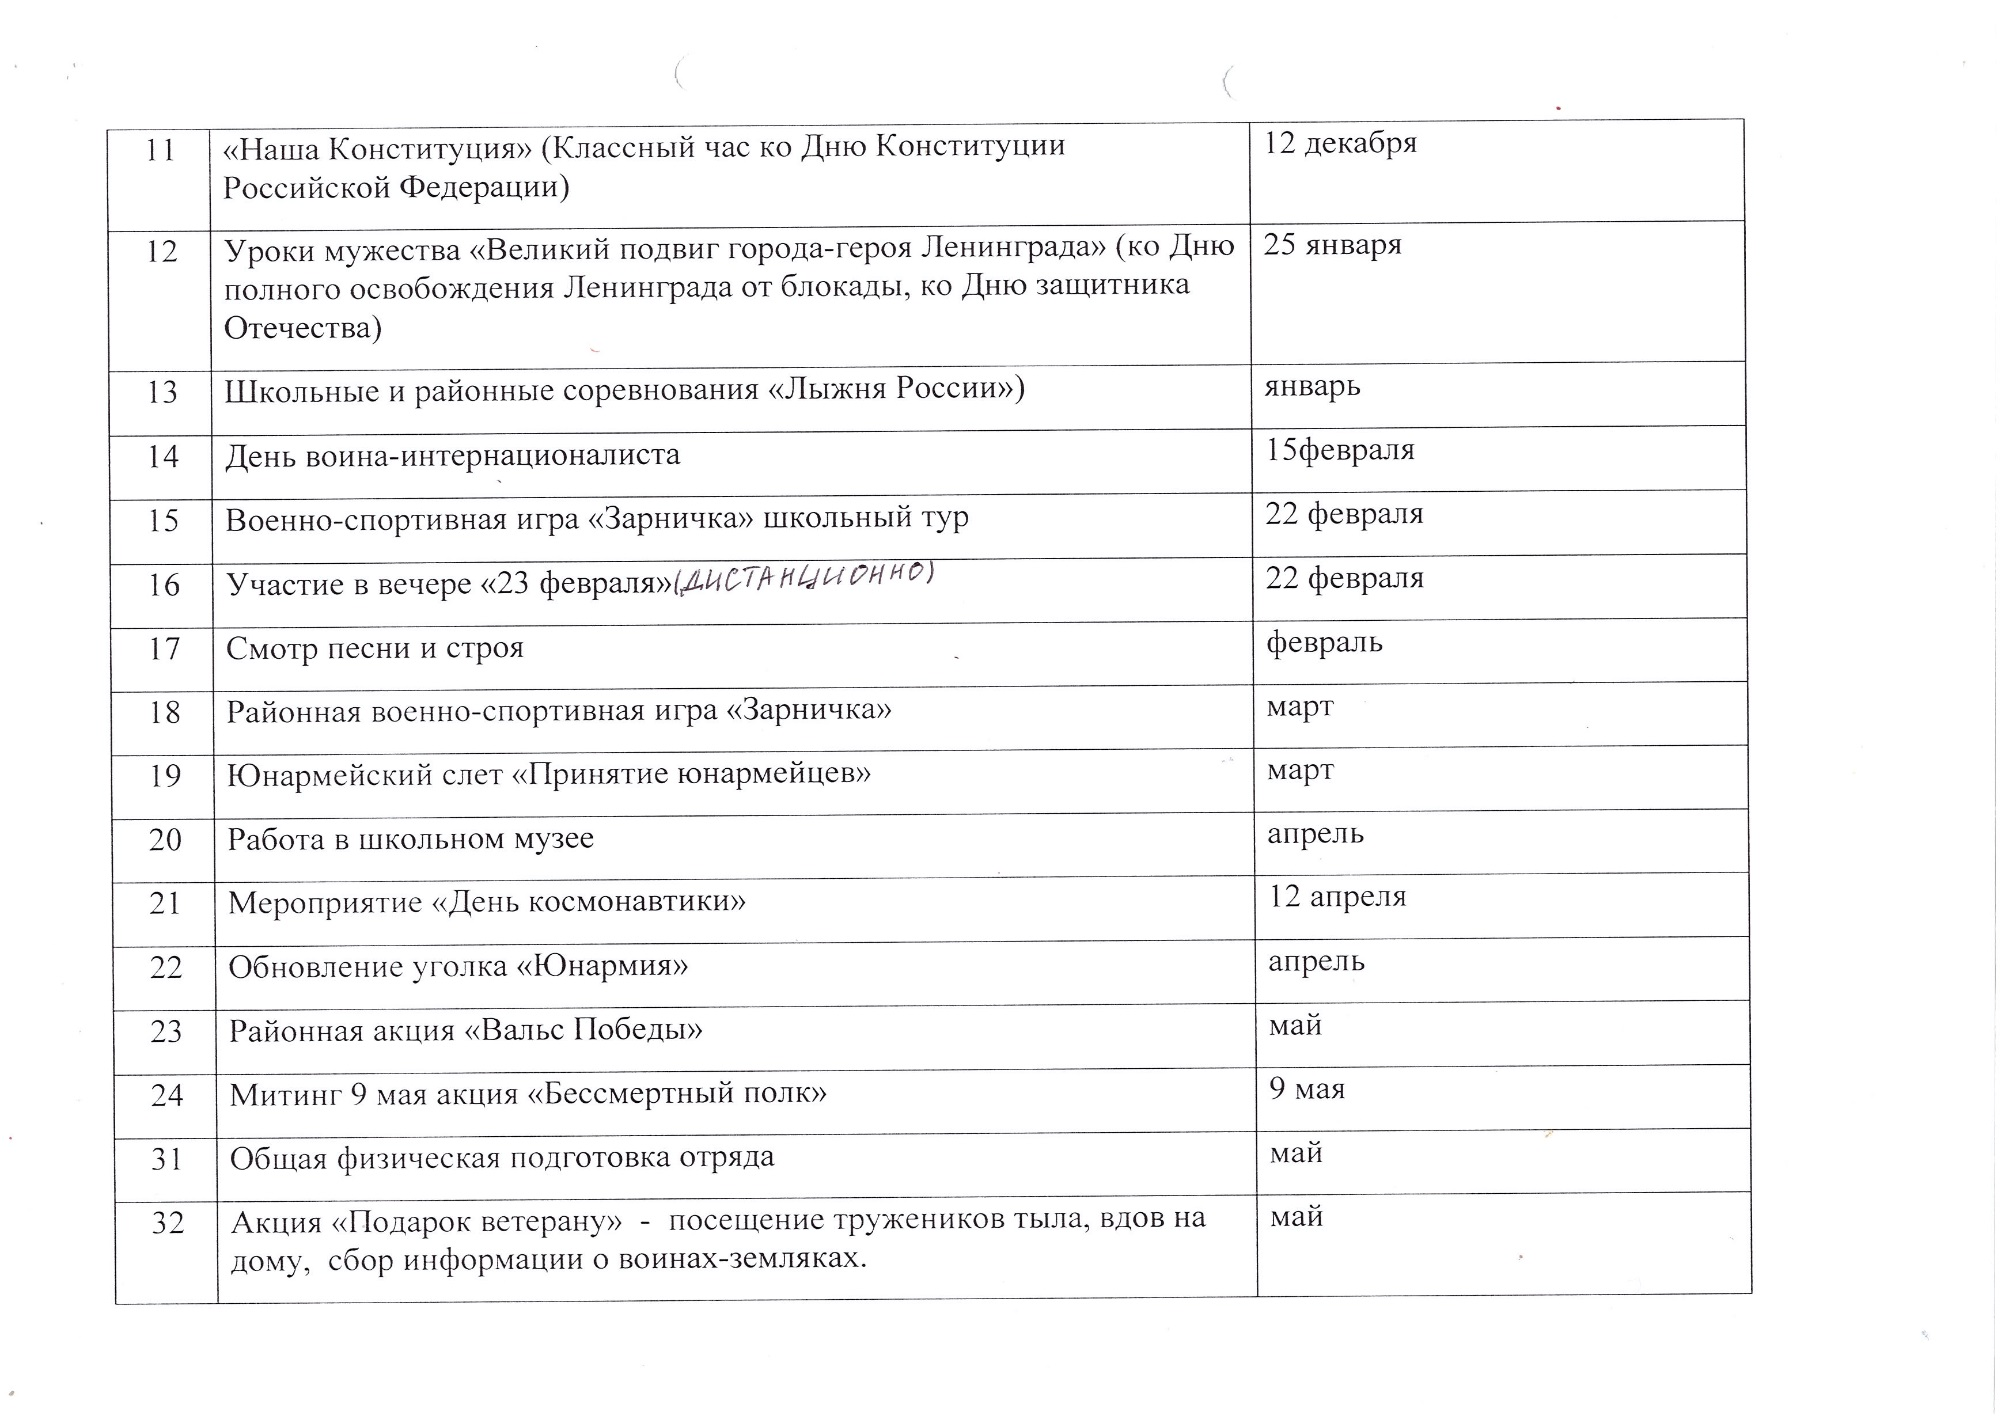 11 «Наша Конституция» (Классный час ко Дню Конституции 12 декабря
Российской Федерации)
12 Уроки мужества «Великий подвиг города-героя Ленинграда» (ко Дню 25 января
полного освобождения Ленинграда от блокады, ко Дню защитника
Отечества)
13 Школьные и районные соревнования «Лыжня России») январь
14 День воина-интернационалиста 15февраля
15 Военно-спортивная игра «Зарничка» школьный тур 22 февраля
16 Участие в вечере «23 февраля»(ДИСТАНЦИОННО) 22 февраля
17 Смотр песни и строя февраль
18 Районная военно-спортивная игра «Зарничка» март
19 Юнармейский слет «Принятие юнармейцев» март
20 Работа в школьном музее апрель
21 Мероприятие «День космонавтики» 12 апреля
22 Обновление уголка «Юнармия» апрель
23 Районная акция «Вальс Победы» май
24 Митинг 9 мая акция «Бессмертный полк» 9 мая
31 Общая физическая подготовка отряда май
32 Акция «Подарок ветерану» - посещение тружеников тыла, вдов на май
дому, сбор информации о воинах-земляках.